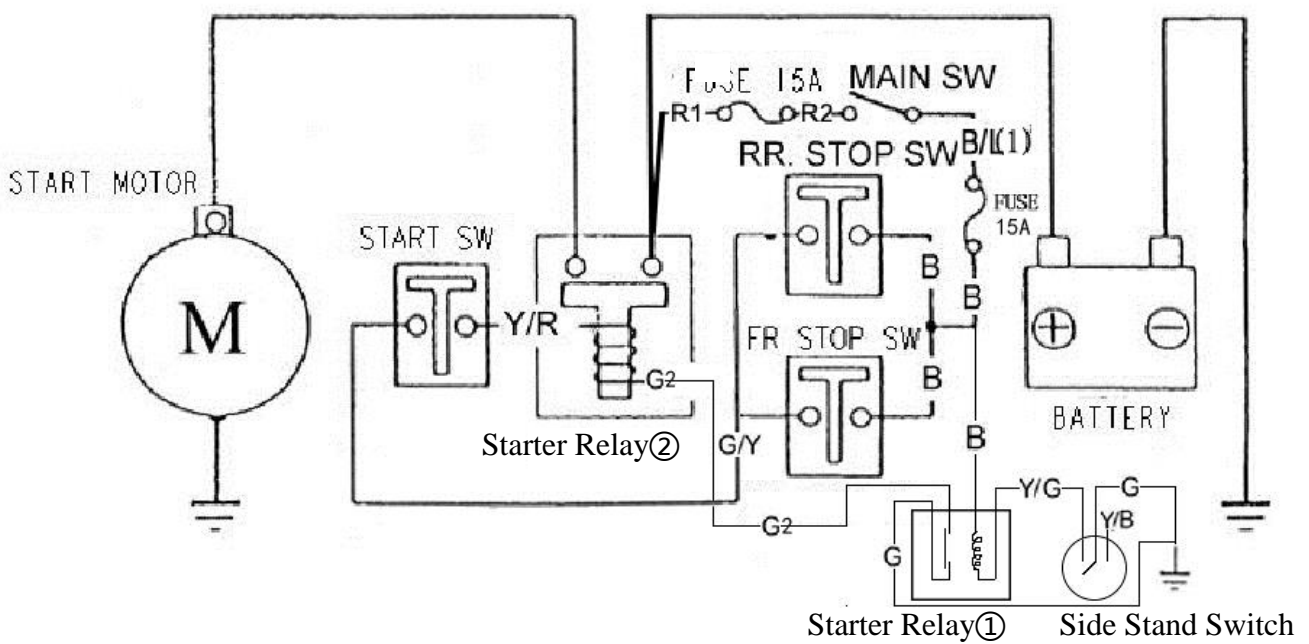 FUSE 15A MAIN SW
R1 R2
B/L(1)
RR. STOP SW
START MOTOR
FUSE
15A
START SW
B
B
M
Y/R
FR STOP SW
G2
B
BATTERY
Starter Relay②
G/Y
B
Y/G
G
G2
Y/B
G
Starter Relay①
Side Stand Switch